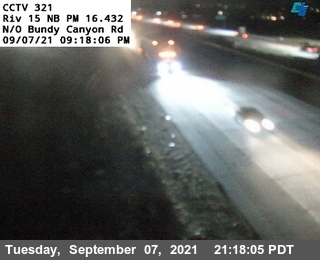 CCTV 321
Riv 15 NB PM 16.432
N/O Bundy Canyon Rd
09/07/21 09:18:06 PM
Tuesday, September 07, 2021 21:18:05 PDT